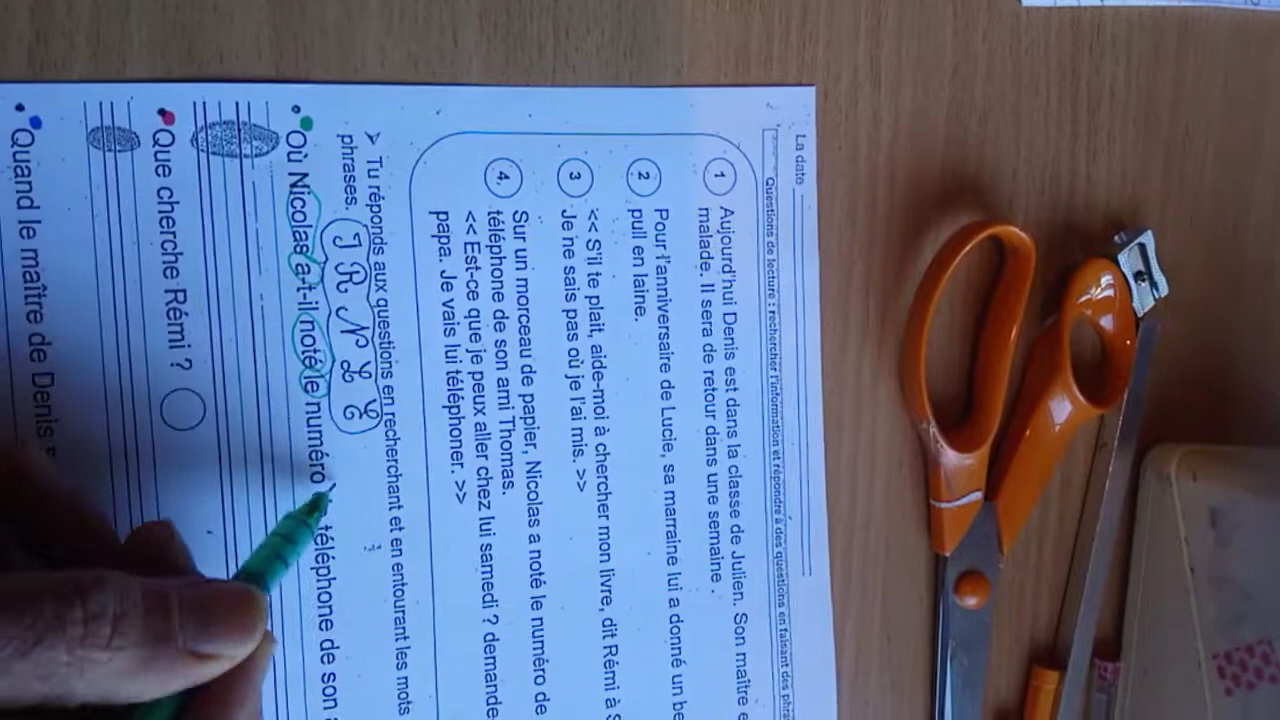 La date
Questions de lecture : rechercher l'information et répondre à des questions en faisant des
1 Aujourd'hui Denis est dans la classe de Julien. Son maître
malade. Il sera de retour dans une semaine .
2 Pour l'anniversaire de Lucie, sa marraine lui a donné un
pull en laine.
3 << S'il te plait, aide-moi à chercher mon livre, dit Rémi à
Je ne sais pas où je l'ai mis. >>
4, Sur un morceau de papier, Nicolas a noté le numéro de
téléphone de son ami Thomas.
<< Est-ce que je peux aller chez lui samedi ? demande
papa. Je vais lui téléphoner. >>
➤ Tu réponds aux questions en recherchant et en entourant les mots
phrases. I R N L C
• Où Nicolas a-t-il noté le numéro téléphone de son
• Que cherche Rémi ?
• Quand le maître de Denis